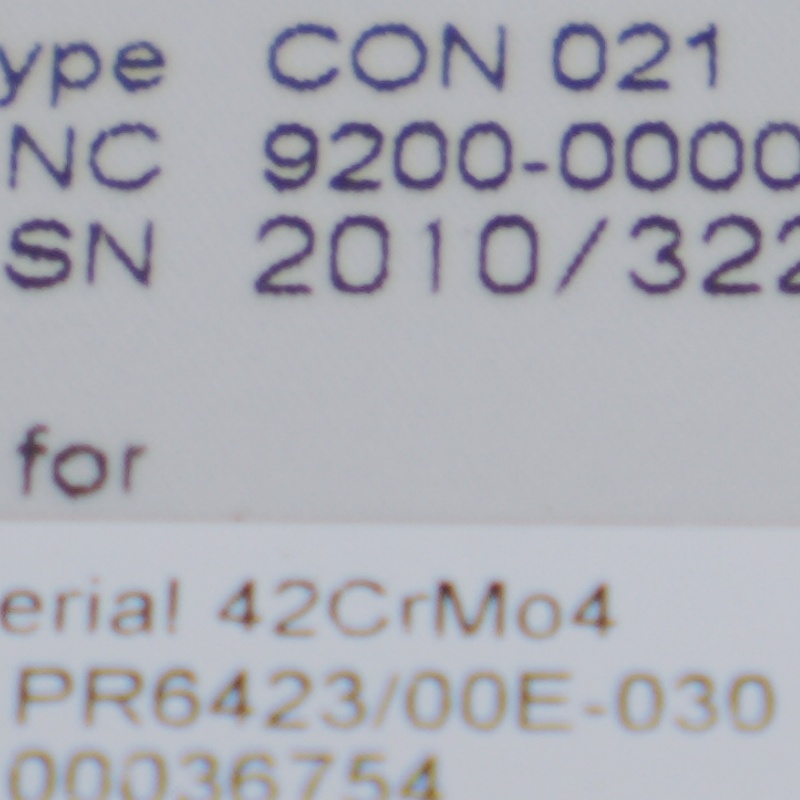 ype CON 021
NC 9200-0000
SN 2010/322
for
erial 42CrMo4
PR6423/00E-030
00036754